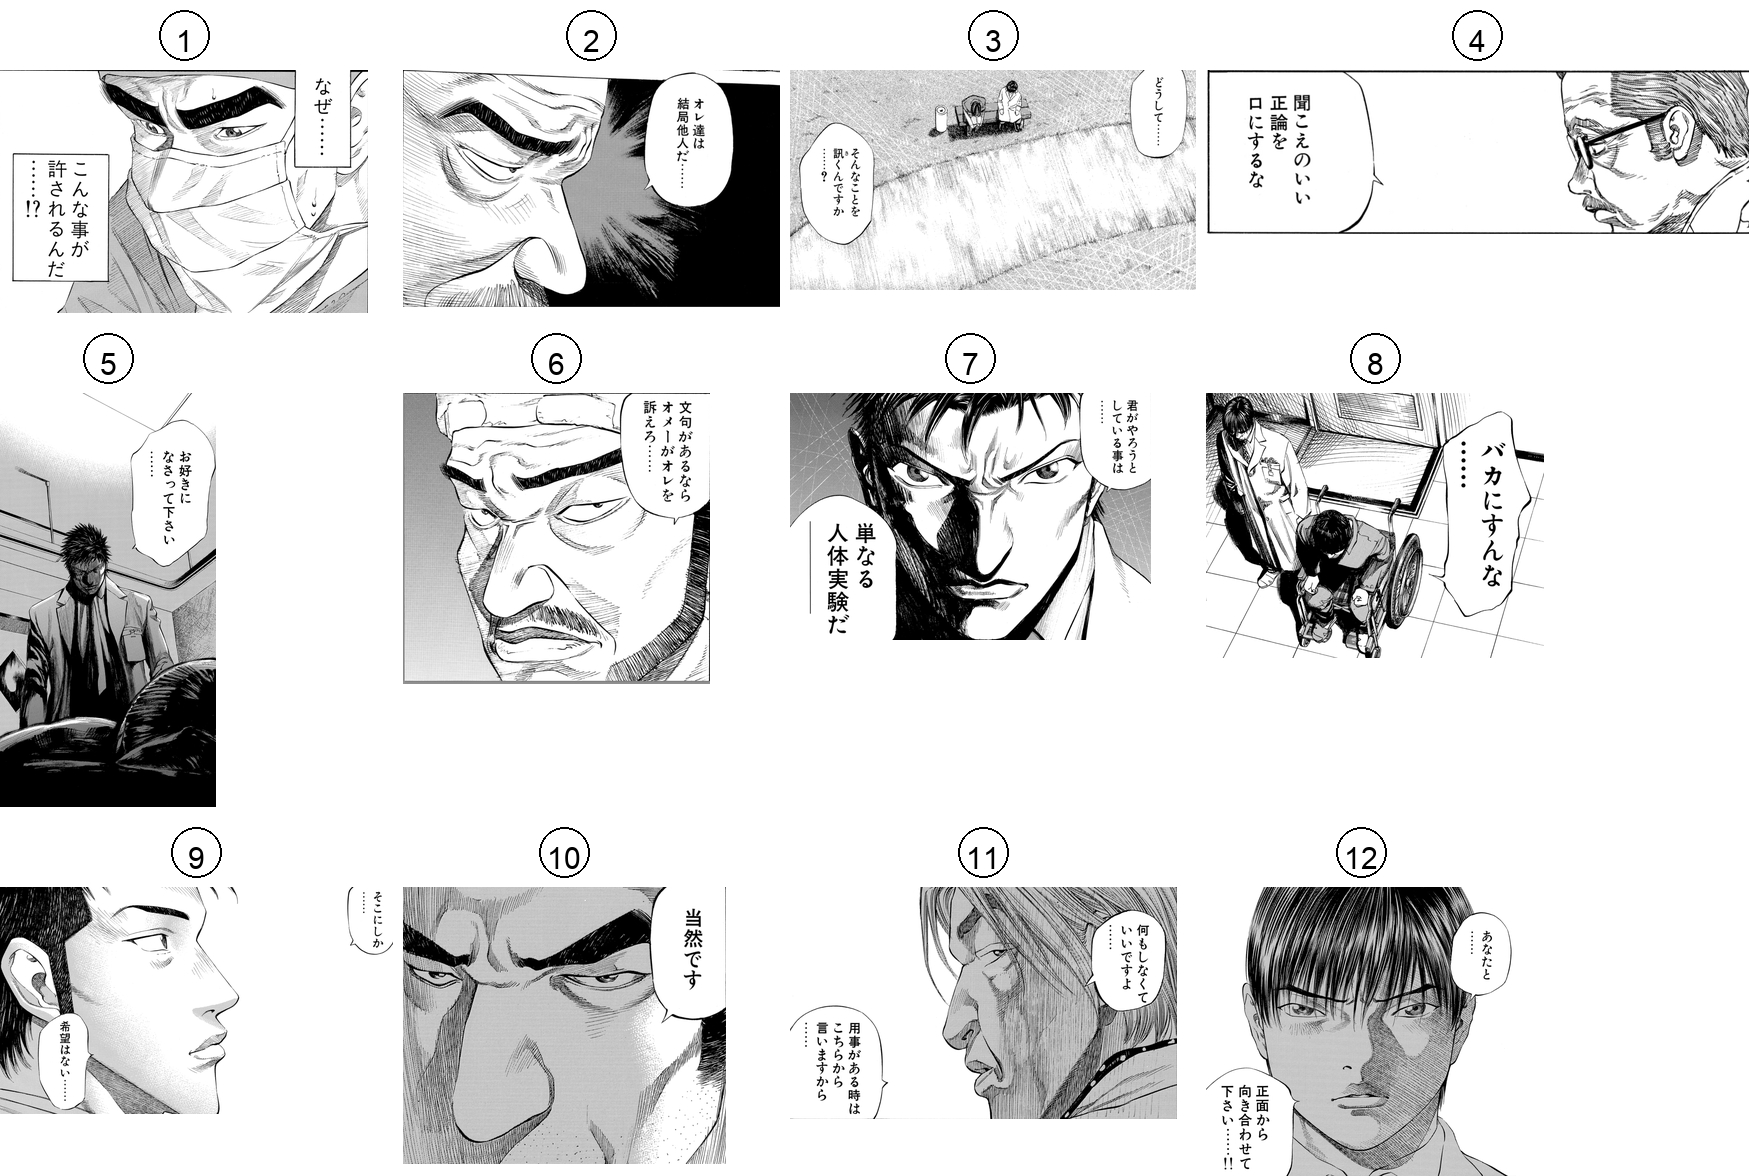 1
なぜ……
こんな事が
許されるんだ
……!?
2
オレ達は
結局他人だ……
3
どうして……
そんなことを
訊くんですか
……?
き
4
聞こえのいい
正論を
口にするな
5
お好きに
なさって下さい
……
6
文句があるなら
オメーがオレを
訴えろ……
7
君がやろうと
している事は
……
単なる
人体実験だ
8
バカにすんな
……
9
そこにしか
……
希望はない……
10
当然です
11
何もしなくて
いいですよ
……
用事がある時は
こちらから
言いますから
……
12
あなたと
……
正面から
向き合わせて
下さい……!!